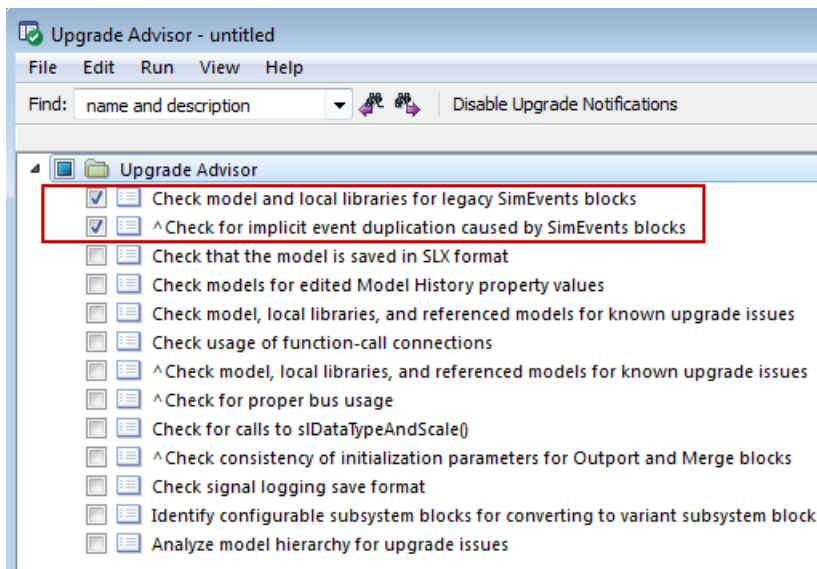 Upgrade Advisor - untitled
File Edit Run View Help
Find: name and description Disable Upgrade Notifications
Upgrade Advisor
Check model and local libraries for legacy SimEvents blocks
^Check for implicit event duplication caused by SimEvents blocks
Check that the model is saved in SLX format
Check models for edited Model History property values
Check model, local libraries, and referenced models for known upgrade issues
Check usage of function-call connections
^Check model, local libraries, and referenced models for known upgrade issues
^Check for proper bus usage
Check for calls to slDataTypeAndScale()
^Check consistency of initialization parameters for Outport and Merge blocks
Check signal logging save format
Identify configurable subsystem blocks for converting to variant subsystem block
Analyze model hierarchy for upgrade issues